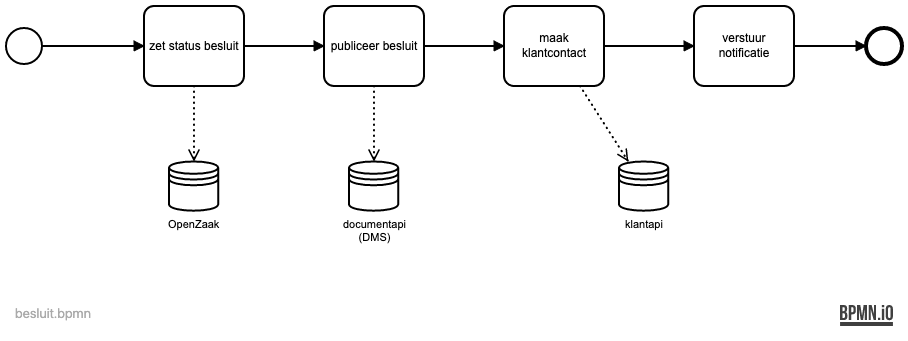 zet status besluit
publiceer besluit
maak
klantcontact
verstuur
notificatie
OpenZaak
documentapi
(DMS)
klantapi
besluit.bpmn
BPMN.iO